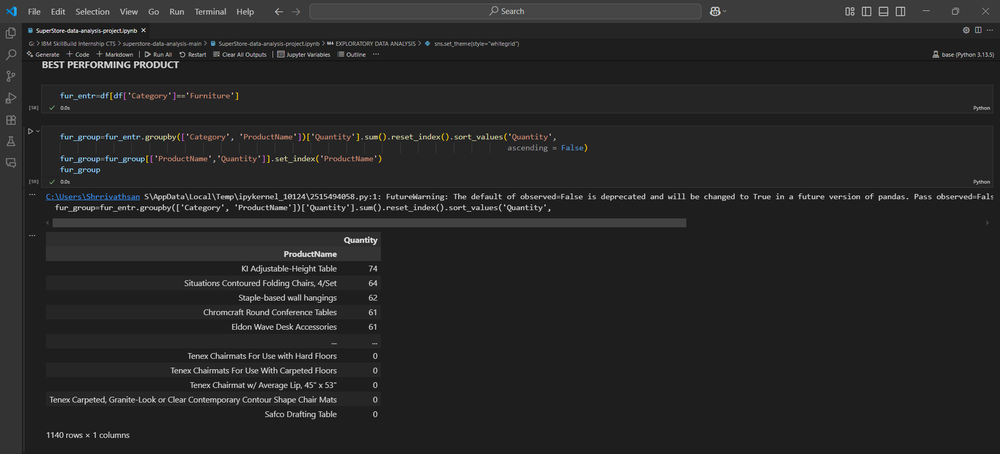 File Edit Selection View Go Run Terminal Help Search
SuperStore-data-analysis-project.ipynb
G: > IBM SkillBuild Internship CTS > superstore-data-analysis-main > SuperStore-data-analysis-project.ipynb > M↓ EXPLORATORY DATA ANALYSIS > sns.set_theme(style="whitegrid")
Generate + Code + Markdown Run All Restart Clear All Outputs Jupyter Variables Outline ... base (Python 3.13.5)
BEST PERFORMING PRODUCT
fur_entr=df[df['Category']=='Furniture']
[58] 0.0s Python
fur_group=fur_entr.groupby(['Category', 'ProductName'])['Quantity'].sum().reset_index().sort_values('Quantity',
ascending = False)
fur_group=fur_group[['ProductName','Quantity']].set_index('ProductName')
fur_group
[59] 0.0s Python
... C:\Users\Shrrivathsan S\AppData\Local\Temp\ipykernel_10124\2515494058.py:1: FutureWarning: The default of observed=False is deprecated and will be changed to True in a future version of pandas. Pass observed=Fals
fur_group=fur_entr.groupby(['Category', 'ProductName'])['Quantity'].sum().reset_index().sort_values('Quantity',
...
Quantity
ProductName
KI Adjustable-Height Table 74
Situations Contoured Folding Chairs, 4/Set 64
Staple-based wall hangings 62
Chromcraft Round Conference Tables 61
Eldon Wave Desk Accessories 61
... ...
Tenex Chairmats For Use with Hard Floors 0
Tenex Chairmats For Use With Carpeted Floors 0
Tenex Chairmat w/ Average Lip, 45" x 53" 0
Tenex Carpeted, Granite-Look or Clear Contemporary Contour Shape Chair Mats 0
Safco Drafting Table 0
1140 rows × 1 columns